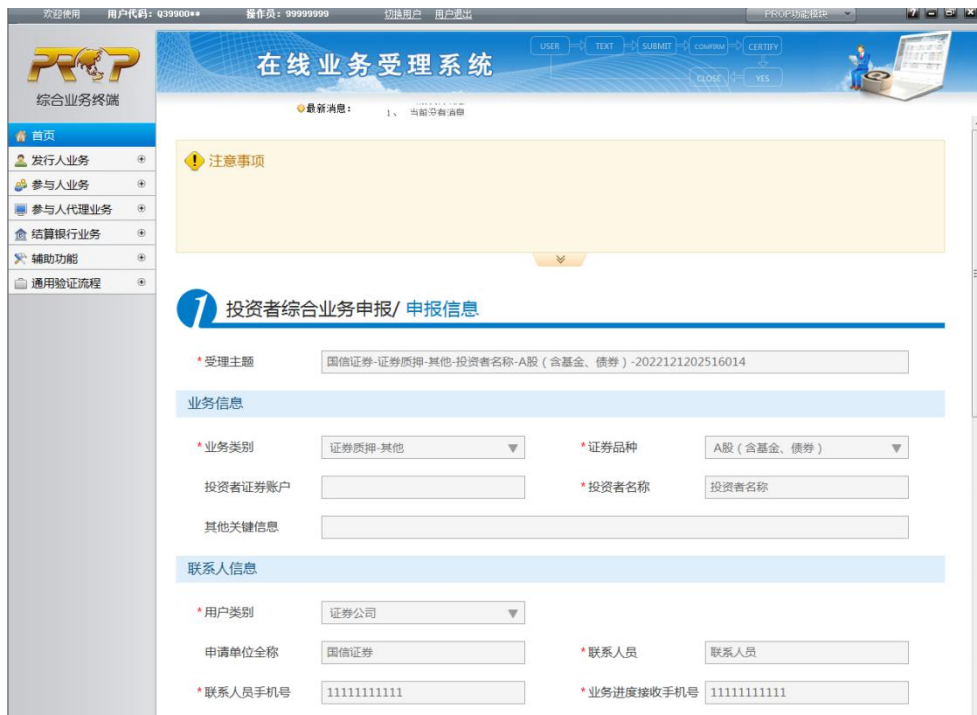 欢迎使用 用户代码：Q39900** 操作员：99999999 切换用户 用户退出 PROP功能模块
PROP
综合业务终端
在线业务受理系统
USER TEXT SUBMIT CONFIRM CERTIFY
CLOSE YES
最新消息：
1、 当前没有消息
首页
发行人业务
参与人业务
参与人代理业务
结算银行业务
辅助功能
通用验证流程
注意事项
1 投资者综合业务申报/ 申报信息
*受理主题 国信证券-证券质押-其他-投资者名称-A股（含基金、债券）-2022121202516014
业务信息
*业务类别 证券质押-其他 *证券品种 A股（含基金、债券）
投资者证券账户 *投资者名称 投资者名称
其他关键信息
联系人信息
*用户类别 证券公司
申请单位全称 国信证券 *联系人员 联系人员
*联系人员手机号 11111111111 *业务进度接收手机号 11111111111